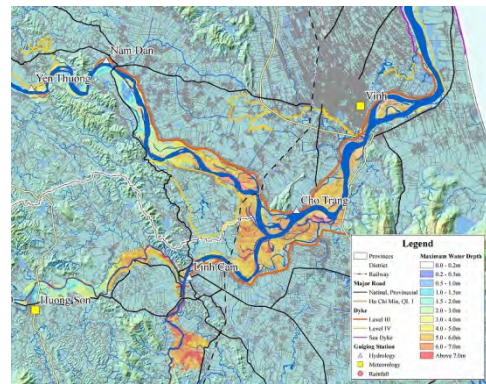 Nam Dan
Yen Thuong
Vinh
Cho Trang
Linh Cam
Huong Son
Legend
Provinces
District
Railway
Major Road
National, Provincial
Ho Chi Min, QL 1
Dyke
Level III
Level IV
Sea Dyke
Guiging Station
Hydrology
Meteorology
Rainfall
Maximum Water Depth
0.0 - 0.2m
0.2 - 0.5m
0.5 - 1.0m
1.0 - 1.5m
1.5 - 2.0m
2.0 - 3.0m
3.0 - 4.0m
4.0 - 5.0m
5.0 - 6.0m
6.0 - 7.0m
Above 7.0m